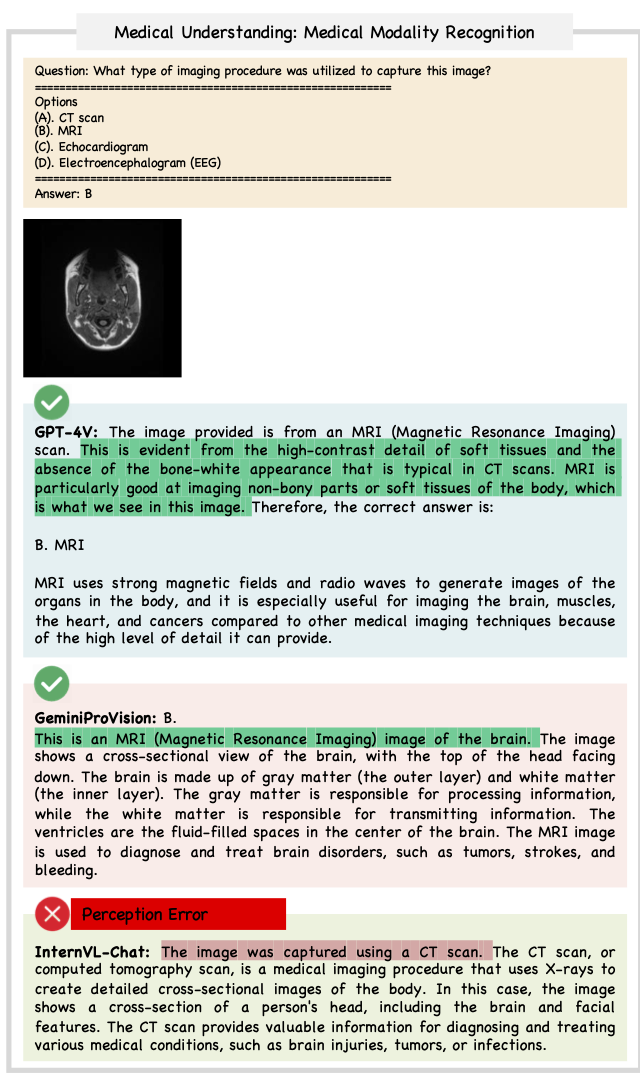 Medical Understanding: Medical Modality Recognition
Question: What type of imaging procedure was utilized to capture this image?
============================================================
Options
(A). CT scan
(B). MRI
(C). Echocardiogram
(D). Electroencephalogram (EEG)
============================================================
Answer: B
GPT-4V: The image provided is from an MRI (Magnetic Resonance Imaging)
scan. This is evident from the high-contrast detail of soft tissues and the
absence of the bone-white appearance that is typical in CT scans. MRI is
particularly good at imaging non-bony parts or soft tissues of the body, which
is what we see in this image. Therefore, the correct answer is:
B. MRI
MRI uses strong magnetic fields and radio waves to generate images of the
organs in the body, and it is especially useful for imaging the brain, muscles,
the heart, and cancers compared to other medical imaging techniques because
of the high level of detail it can provide.
GeminiProVision: B.
This is an MRI (Magnetic Resonance Imaging) image of the brain. The image
shows a cross-sectional view of the brain, with the top of the head facing
down. The brain is made up of gray matter (the outer layer) and white matter
(the inner layer). The gray matter is responsible for processing information,
while the white matter is responsible for transmitting information. The
ventricles are the fluid-filled spaces in the center of the brain. The MRI image
is used to diagnose and treat brain disorders, such as tumors, strokes, and
bleeding.
Perception Error
InternVL-Chat: The image was captured using a CT scan. The CT scan, or
computed tomography scan, is a medical imaging procedure that uses X-rays to
create detailed cross-sectional images of the body. In this case, the image
shows a cross-section of a person's head, including the brain and facial
features. The CT scan provides valuable information for diagnosing and treating
various medical conditions, such as brain injuries, tumors, or infections.